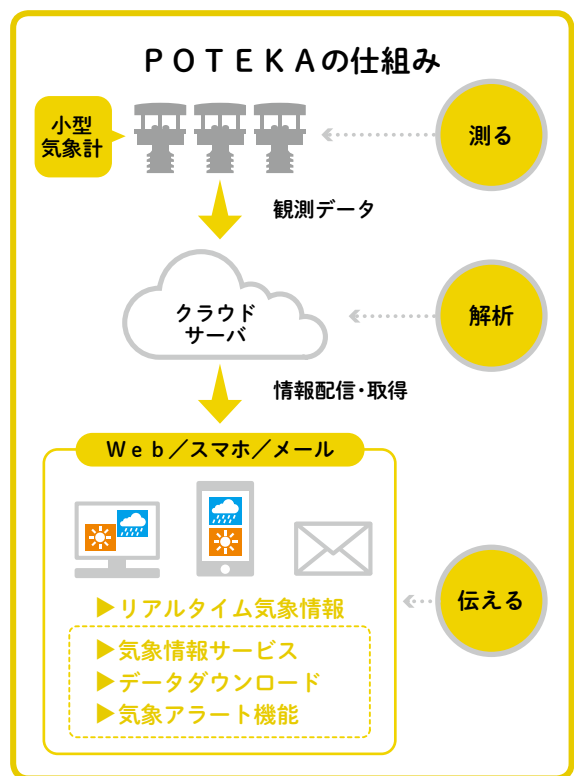 POTEKAの仕組み
小型
気象計
測る
観測データ
クラウド
サーバ
解析
情報配信・取得
Web／スマホ／メール
▶リアルタイム気象情報
▶気象情報サービス
▶データダウンロード
▶気象アラート機能
伝える